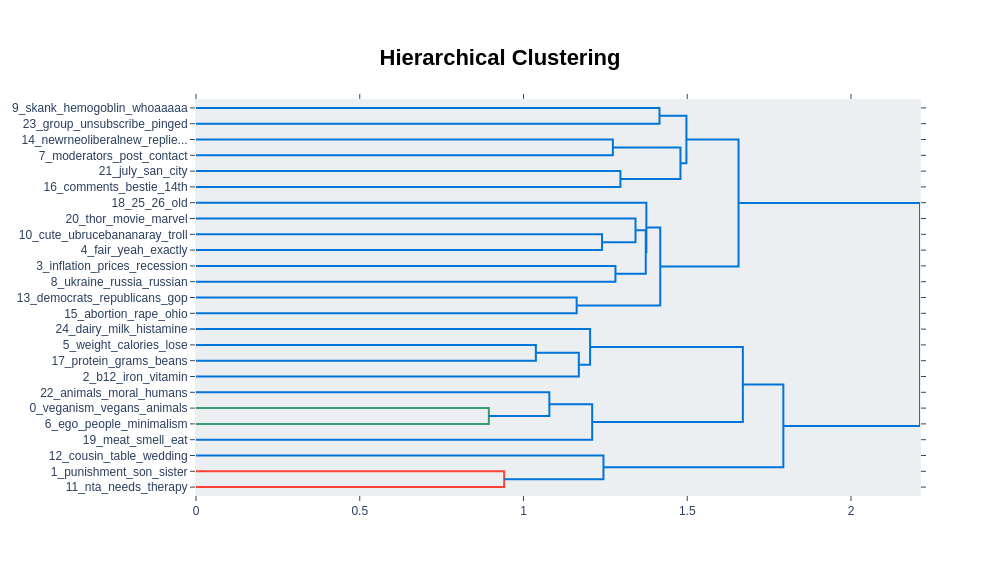 Hierarchical Clustering
9_skank_hemogoblin_whoaaaaa
23_group_unsubscribe_pinged
14_newrneoliberalnew_replie...
7_moderators_post_contact
21_july_san_city
16_comments_bestie_14th
18_25_26_old
20_thor_movie_marvel
10_cute_ubrucebananaray_troll
4_fair_yeah_exactly
3_inflation_prices_recession
8_ukraine_russia_russian
13_democrats_republicans_gop
15_abortion_rape_ohio
24_dairy_milk_histamine
5_weight_calories_lose
17_protein_grams_beans
2_b12_iron_vitamin
22_animals_moral_humans
0_veganism_vegans_animals
6_ego_people_minimalism
19_meat_smell_eat
12_cousin_table_wedding
1_punishment_son_sister
11_nta_needs_therapy
0 0.5 1 1.5 2